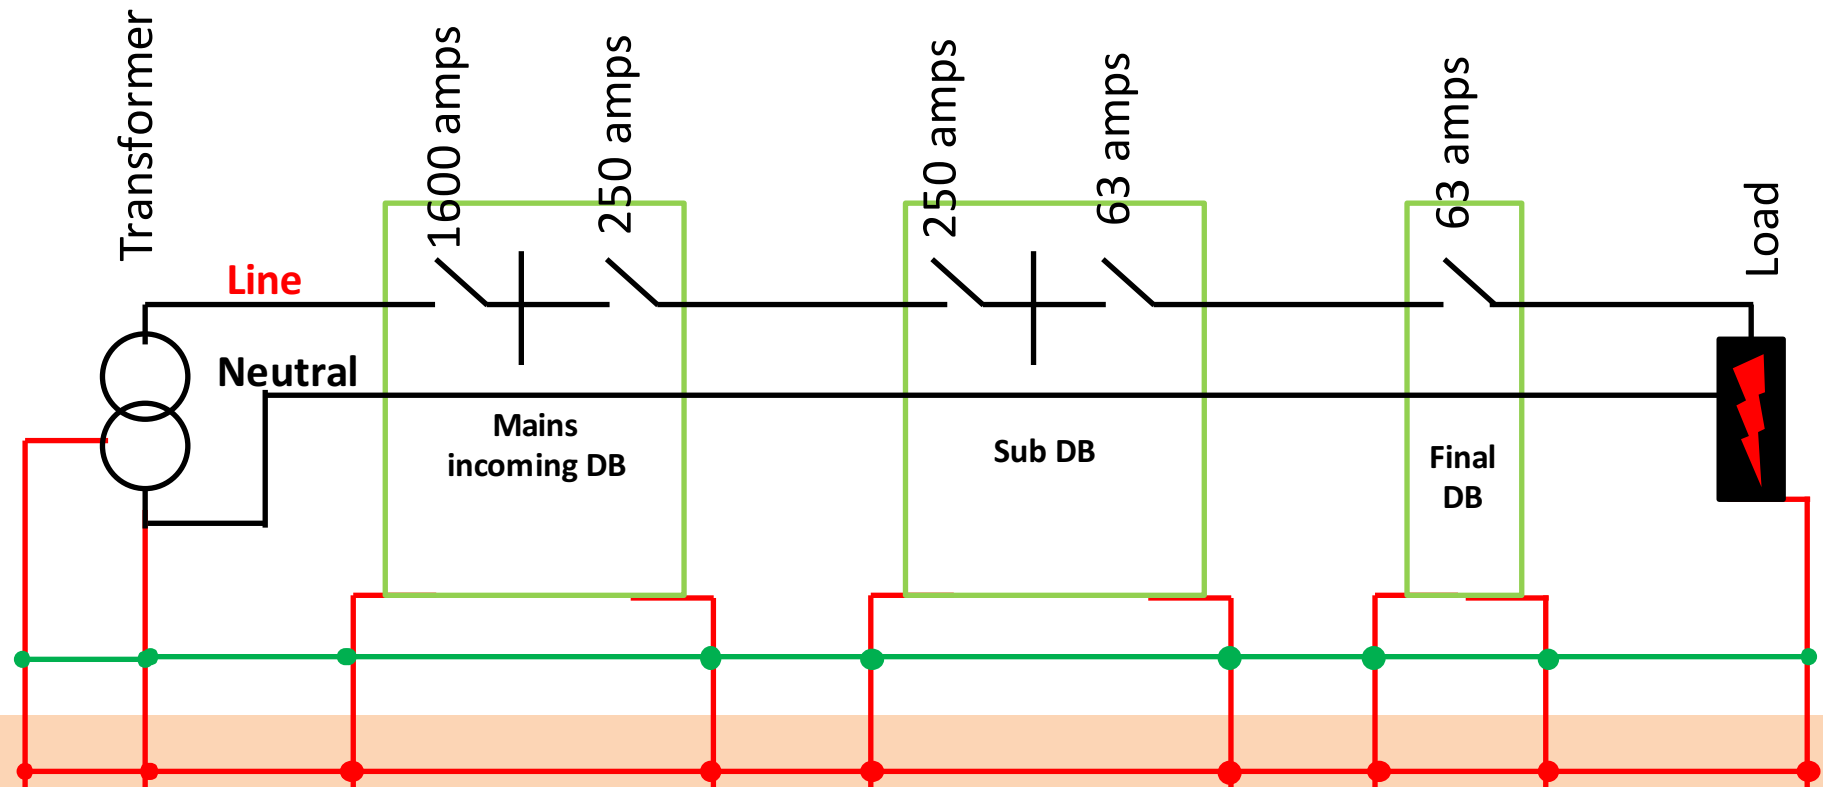 Transformer
1600 amps
250 amps
250 amps
63 amps
63 amps
Load
Line
Neutral
Mains
incoming DB
Sub DB
Final
DB